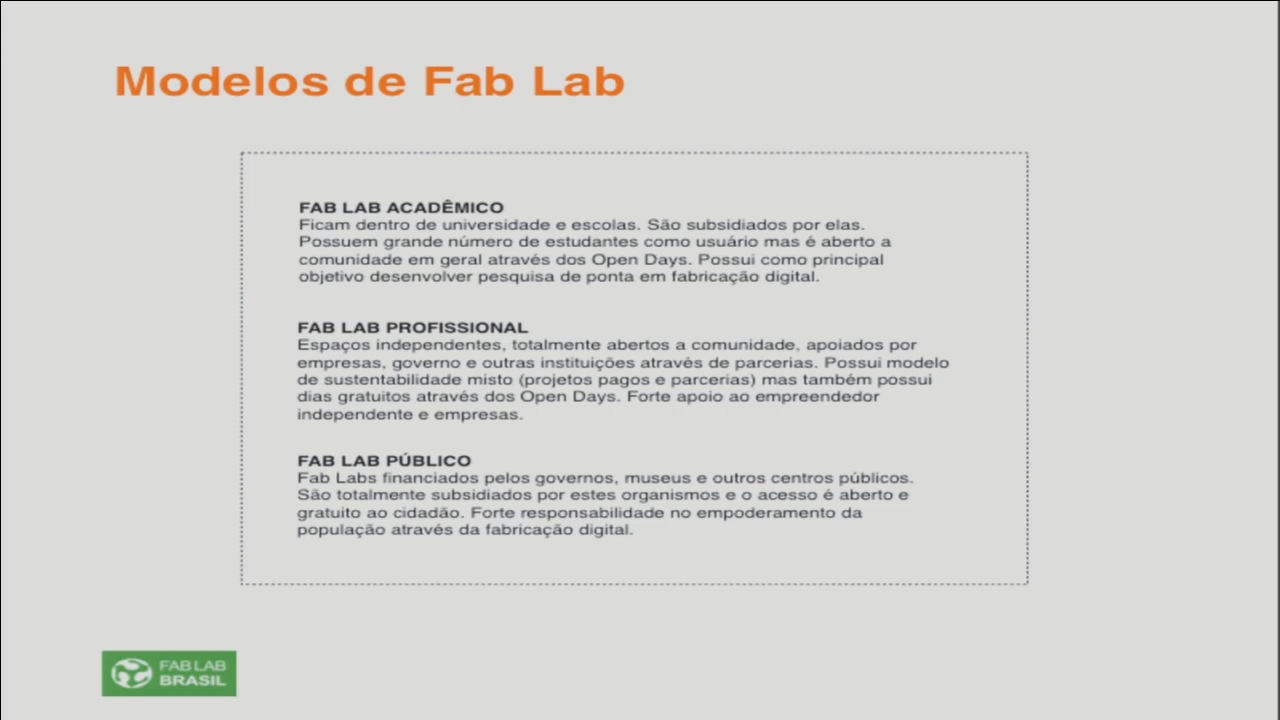 Modelos de Fab Lab
FAB LAB ACADÊMICO
Ficam dentro de universidade e escolas. São subsidiados por elas.
Possuem grande número de estudantes como usuário mas é aberto a
comunidade em geral através dos Open Days. Possui como principal
objetivo desenvolver pesquisa de ponta em fabricação digital.
FAB LAB PROFISSIONAL
Espaços independentes, totalmente abertos a comunidade, apoiados por
empresas, governo e outras instituições através de parcerias. Possui modelo
de sustentabilidade misto (projetos pagos e parcerias) mas também possui
dias gratuitos através dos Open Days. Forte apoio ao empreendedor
independente e empresas.
FAB LAB PÚBLICO
Fab Labs financiados pelos governos, museus e outros centros públicos.
São totalmente subsidiados por estes organismos e o acesso é aberto e
gratuito ao cidadão. Forte responsabilidade no empoderamento da
população através da fabricação digital.
FAB LAB
BRASIL